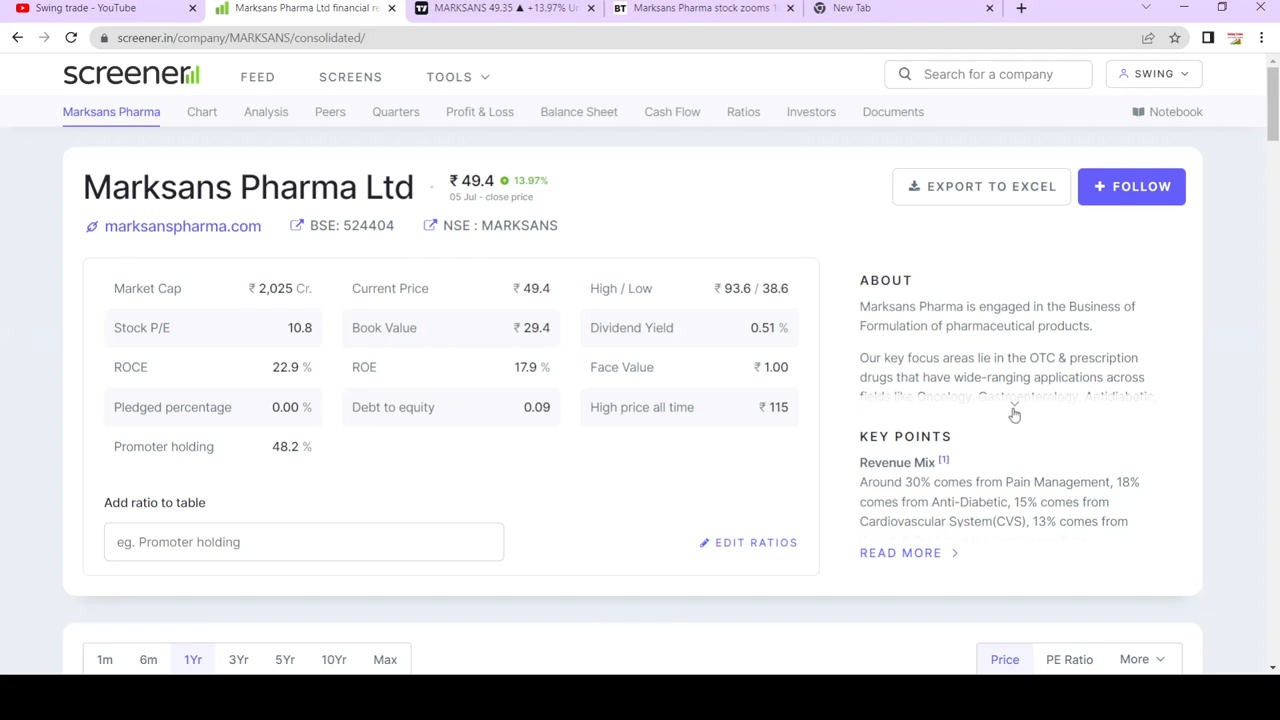 Swing trade - YouTube
Marksans Pharma Ltd financial re
MARKSANS 49.35 ▲ +13.97% Un
BT Marksans Pharma stock zooms 1
New Tab
screener.in/company/MARKSANS/consolidated/
screener
FEED
SCREENS
TOOLS
Search for a company
SWING
Marksans Pharma
Chart
Analysis
Peers
Quarters
Profit & Loss
Balance Sheet
Cash Flow
Ratios
Investors
Documents
Notebook
Marksans Pharma Ltd
₹ 49.4 13.97%
05 Jul - close price
EXPORT TO EXCEL
+ FOLLOW
marksanspharma.com
BSE: 524404
NSE : MARKSANS
Market Cap ₹ 2,025 Cr.
Current Price ₹ 49.4
High / Low ₹ 93.6 / 38.6
Stock P/E 10.8
Book Value ₹ 29.4
Dividend Yield 0.51 %
ROCE 22.9 %
ROE 17.9 %
Face Value ₹ 1.00
Pledged percentage 0.00 %
Debt to equity 0.09
High price all time ₹ 115
Promoter holding 48.2 %
Add ratio to table
eg. Promoter holding
EDIT RATIOS
ABOUT
Marksans Pharma is engaged in the Business of
Formulation of pharmaceutical products.
Our key focus areas lie in the OTC & prescription
drugs that have wide-ranging applications across
fields like Oncology, Gastroenterology, Antidiabetic,
KEY POINTS
Revenue Mix [1]
Around 30% comes from Pain Management, 18%
comes from Anti-Diabetic, 15% comes from
Cardiovascular System(CVS), 13% comes from
READ MORE
1m
6m
1Yr
3Yr
5Yr
10Yr
Max
Price
PE Ratio
More